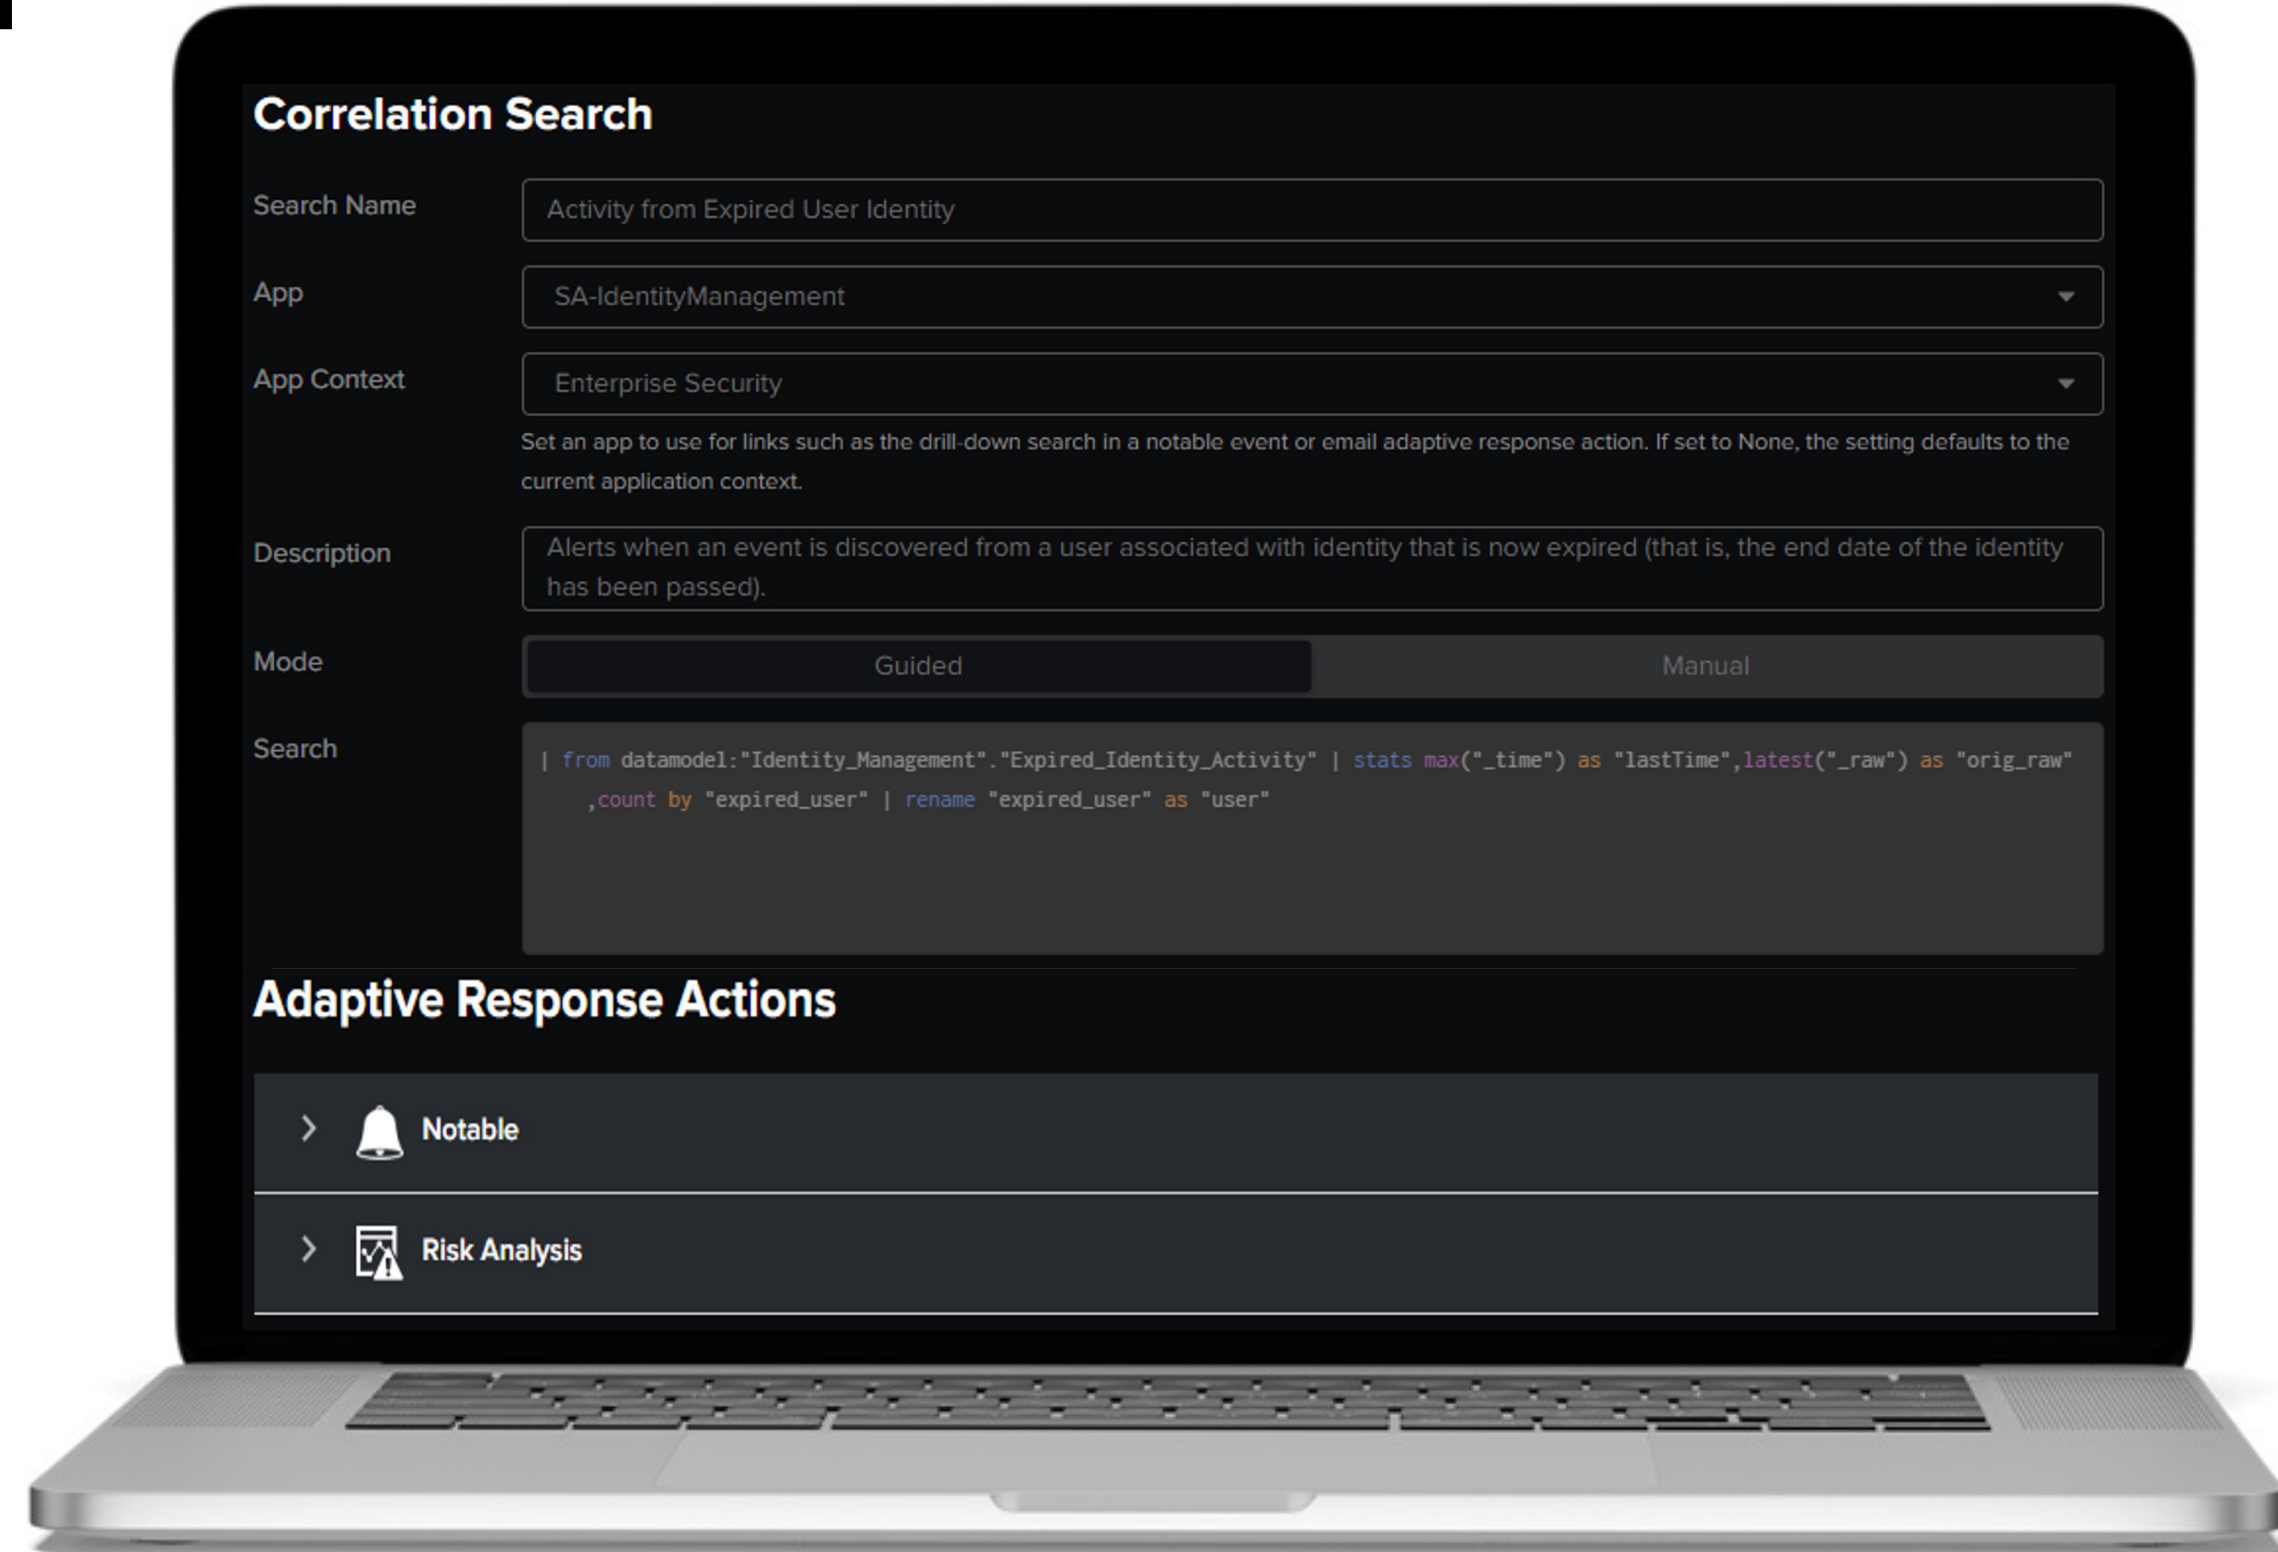 Correlation Search
Search Name
Activity from Expired User Identity
App
SA-IdentityManagement
App Context
Enterprise Security
Set an app to use for links such as the drill-down search in a notable event or email adaptive response action. If set to None, the setting defaults to the
current application context.
Description
Alerts when an event is discovered from a user associated with identity that is now expired (that is, the end date of the identity
has been passed).
Mode
Guided
Manual
Search
| from datamodel:"Identity_Management"."Expired_Identity_Activity" | stats max("_time") as "lastTime",latest("_raw") as "orig_raw"
,count by "expired_user" | rename "expired_user" as "user"
Adaptive Response Actions
Notable
Risk Analysis